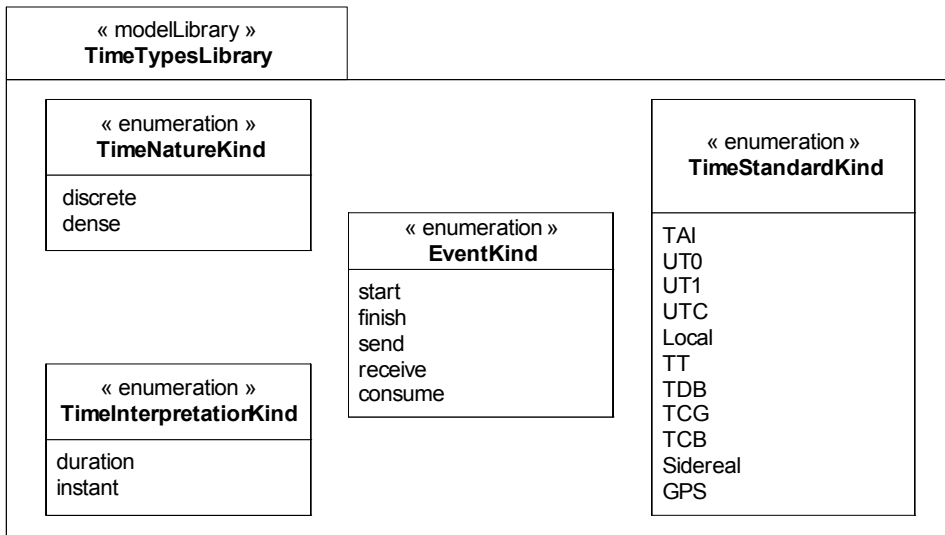 « modelLibrary »
TimeTypesLibrary
« enumeration »
TimeNatureKind
discrete
dense
« enumeration »
TimeInterpretationKind
duration
instant
« enumeration »
EventKind
start
finish
send
receive
consume
« enumeration »
TimeStandardKind
TAI
UT0
UT1
UTC
Local
TT
TDB
TCG
TCB
Sidereal
GPS